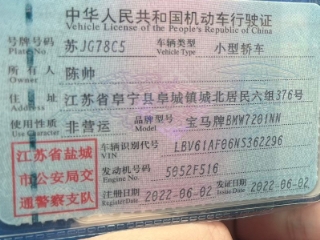 中华人民共和国机动车行驶证
Vehicle License of the People's Republic of China
号牌号码 苏JG78C5 车辆类型 小型轿车
Plate No. Vehicle Type
所有人 陈帅
Owner
住址 江苏省阜宁县阜城镇城北居民六组376号
Address
使用性质 非营运 品牌型号 宝马牌BMW7201NN
Use Character Model
江苏省盐城
市公安局交
通警察支队
车辆识别代号 LBV61AF06NS362296
VIN
发动机号码 5052F516
Engine No.
注册日期 2022-06-02 发证日期 2022-06-02
Register Date Issue Date